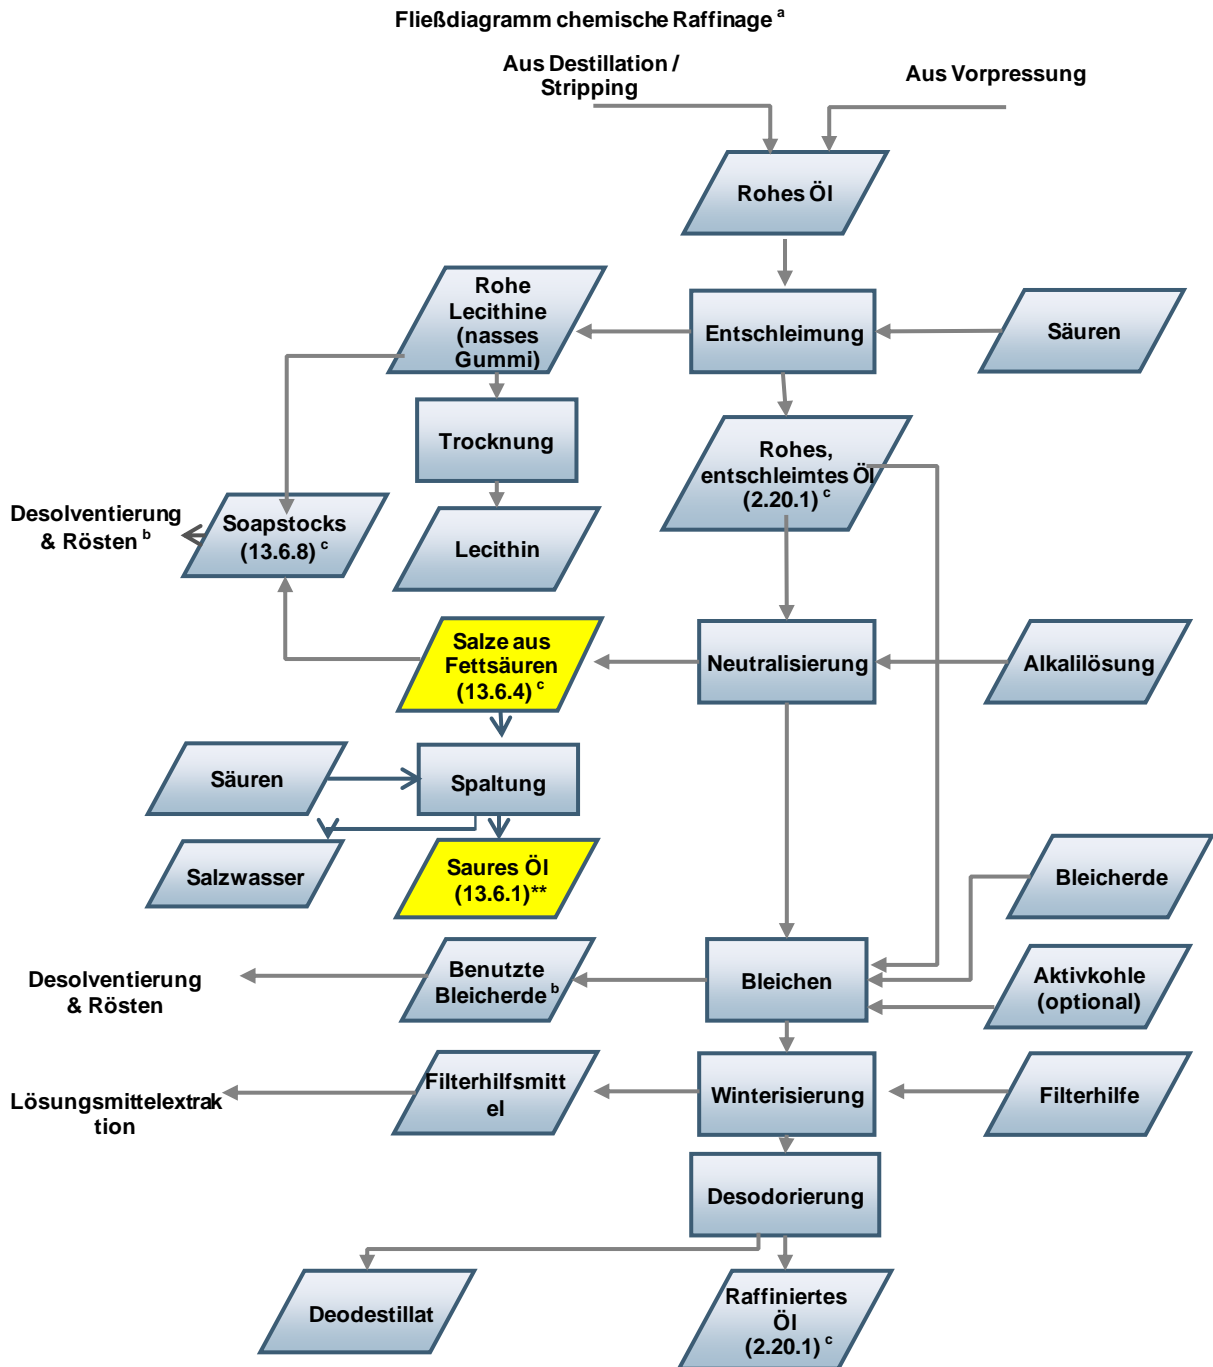 Fließdiagramm chemische Raffinage a
Aus Destillation /
Stripping
Aus Vorpressung
Rohes Öl
Rohe
Lecithine
(nasses
Gummi)
Entschleimung
Säuren
Trocknung
Rohes,
entschleimtes Öl
(2.20.1) c
Desolventierung
& Rösten b
Soapstocks
(13.6.8) c
Lecithin
Salze aus
Fettsäuren
(13.6.4) c
Neutralisierung
Alkalilösung
Säuren
Spaltung
Salzwasser
Saures Öl
(13.6.1)**
Bleicherde
Desolventierung
& Rösten
Benutzte
Bleicherde b
Bleichen
Aktivkohle
(optional)
Lösungsmittelextrak
tion
Filterhilfsmitt
el
Winterisierung
Filterhilfe
Desodorierung
Deodestillat
Raffiniertes
Öl
(2.20.1) c